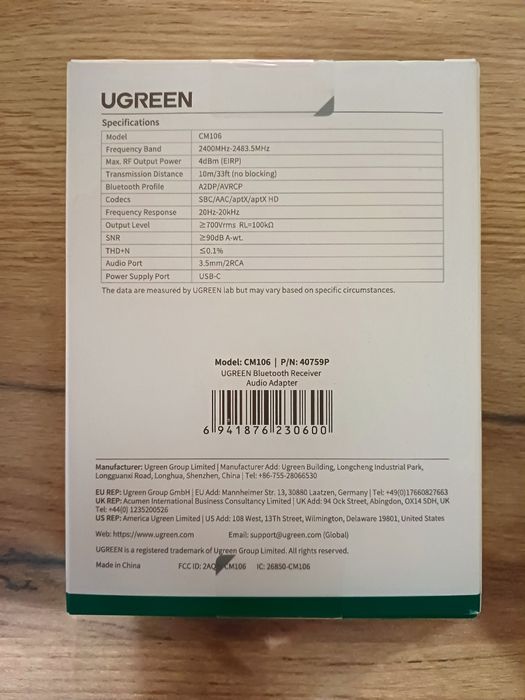 UGREEN
Specifications
Model CM106
Frequency Band 2400MHz-2483.5MHz
Max. RF Output Power 4dBm (EIRP)
Transmission Distance 10m/33ft (no blocking)
Bluetooth Profile A2DP/AVRCP
Codecs SBC/AAC/aptX/aptX HD
Frequency Response 20Hz-20kHz
Output Level ≥700Vrms RL=100kΩ
SNR ≥90dB A-wt.
THD+N ≤0.1%
Audio Port 3.5mm/2RCA
Power Supply Port USB-C
The data are measured by UGREEN lab but may vary based on specific circumstances.
Model: CM106 | P/N: 40759P
UGREEN Bluetooth Receiver
Audio Adapter
6 941876 230600
Manufacturer: Ugreen Group Limited | Manufacturer Add: Ugreen Building, Longcheng Industrial Park,
Longguanxi Road, Longhua, Shenzhen, China | Tel: +86-755-28066530
EU REP: Ugreen Group GmbH | EU Add: Mannheimer Str. 13, 30880 Laatzen, Germany | Tel: +49(0)17660827663
UK REP: Acumen International Business Consultancy Limited | UK Add: 94 Ock Street, Abingdon, OX14 5DH, UK
Tel: +44(0) 1235200526
US REP: America Ugreen Limited | US Add: 108 West, 13Th Street, Wilmington, Delaware 19801, United States
Web: https://www.ugreen.com Email: support@ugreen.com (Global)
UGREEN is a registered trademark of Ugreen Group Limited. All rights reserved.
Made in China FCC ID: 2AQ CM106 IC: 26850-CM106